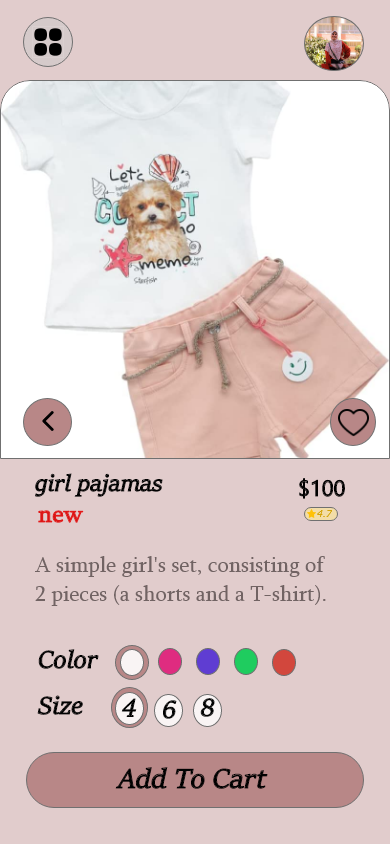 Let's
memo
Starfish
girl pajamas
$100
new
4.7
A simple girl's set, consisting of
2 pieces (a shorts and a T-shirt).
Color
Size
4
6
8
Add To Cart